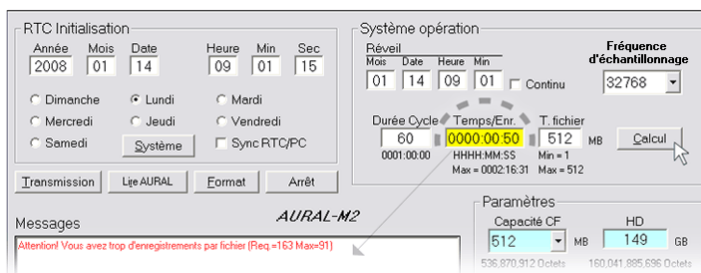 RTC Initialisation
Année Mois Date Heure Min Sec
2008 01 14 09 01 15
Dimanche Lundi Mardi
Mercredi Jeudi Vendredi
Samedi Système Sync RTC/PC
Transmission Lire AURAL Format Arrêt
Système opération
Réveil
Mois Date Heure Min
01 14 09 01 Continu
Fréquence
d'échantillonnage
32768
Durée Cycle Temps/Enr. T. fichier
60 0000:00:50 512 MB Calcul
0001:00:00 HHHH:MM:SS Min = 1
Max = 0002:16:31 Max = 512
Messages AURAL-M2
Attention! Vous avez trop d'enregistrements par fichier (Req.=163 Max=91)
Paramètres
Capacité CF HD
512 MB 149 GB
536,870,912 Octets 160,041,885,696 Octets